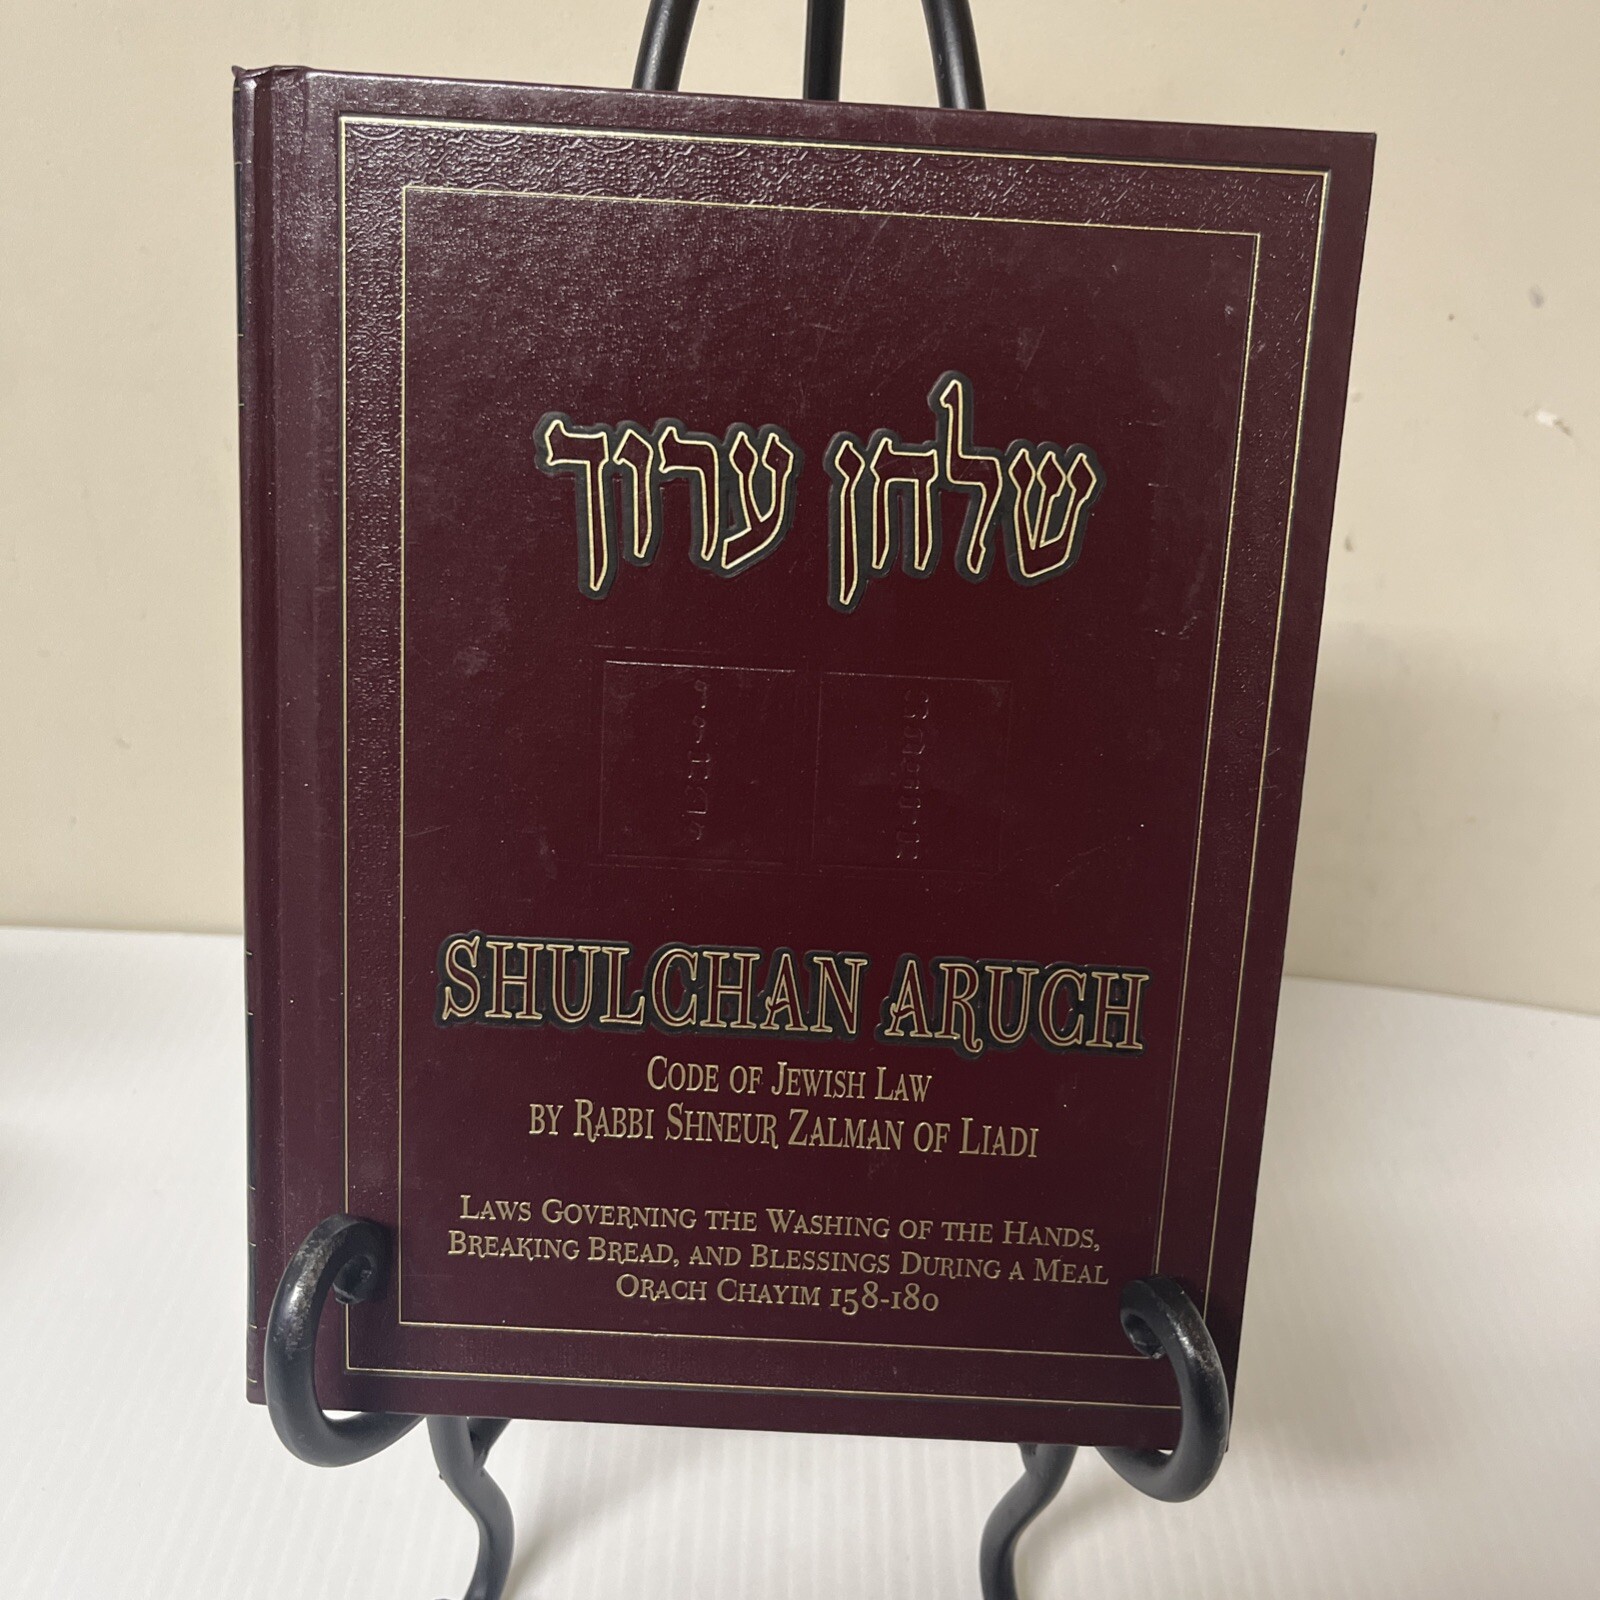 שלחן ערוך
SHULCHAN ARUCH
CODE OF JEWISH LAW
BY RABBI SHNEUR ZALMAN OF LIADI
LAWS GOVERNING THE WASHING OF THE HANDS,
BREAKING BREAD, AND BLESSINGS DURING A MEAL
ORACH CHAYIM 158-180